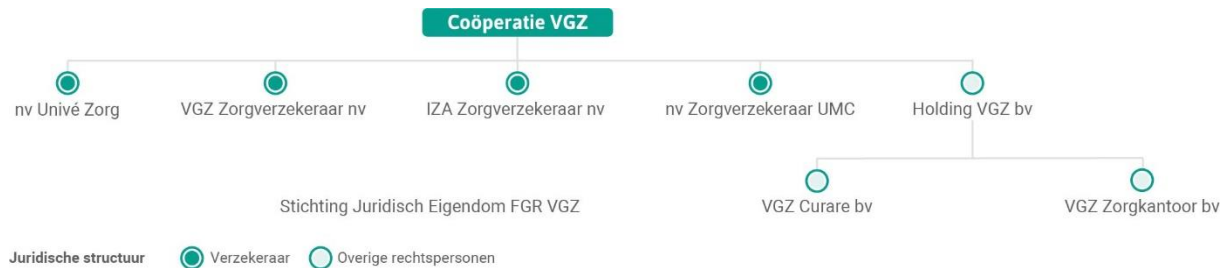 Coöperatie VGZ
nv Univé Zorg
VGZ Zorgverzekeraar nv
IZA Zorgverzekeraar nv
nv Zorgverzekeraar UMC
Holding VGZ bv
Stichting Juridisch Eigendom FGR VGZ
VGZ Curare bv
VGZ Zorgkantoor bv
Juridische structuur
Verzekeraar
Overige rechtspersonen